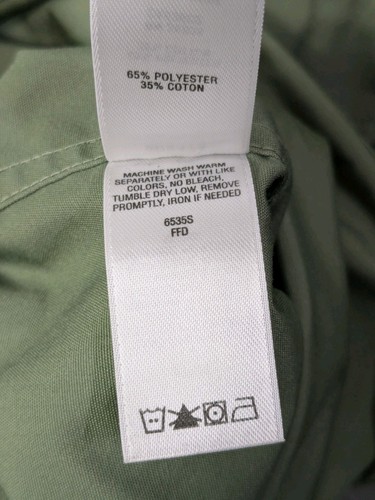 65% POLYESTER
35% COTTON
MACHINE WASH WARM
SEPARATELY OR WITH LIKE
COLORS, NO BLEACH,
TUMBLE DRY LOW, REMOVE
PROMPTLY, IRON IF NEEDED
6535S
FFD